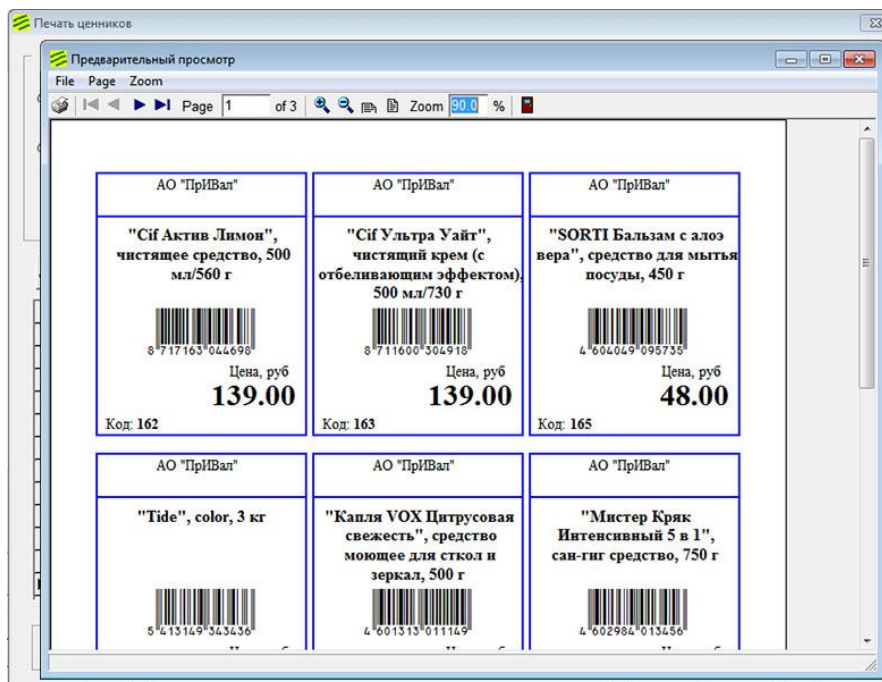 Печать ценников
Предварительный просмотр
File Page Zoom
Page 1 of 3 Zoom 90.0 %
АО "ПрИВал"
"Cif Актив Лимон",
чистящее средство, 500
мл/560 г
8 717163 044698
Цена, руб
139.00
Код: 162
АО "ПрИВал"
"Cif Ультра Уайт",
чистящий крем (с
отбеливающим эффектом),
500 мл/730 г
8 711600 304918
Цена, руб
139.00
Код: 163
АО "ПрИВал"
"SORTI Бальзам с алоэ
вера", средство для мытья
посуды, 450 г
4 604049 095735
Цена, руб
48.00
Код: 165
АО "ПрИВал"
"Tide", color, 3 кг
5 413149 343436
АО "ПрИВал"
"Капля VOX Цитрусовая
свежесть", средство
моющее для сткол и
зеркал, 500 г
4 601313 011149
АО "ПрИВал"
"Мистер Кряк
Интенсивный 5 в 1",
сан-гиг средство, 750 г
4 602984 013456